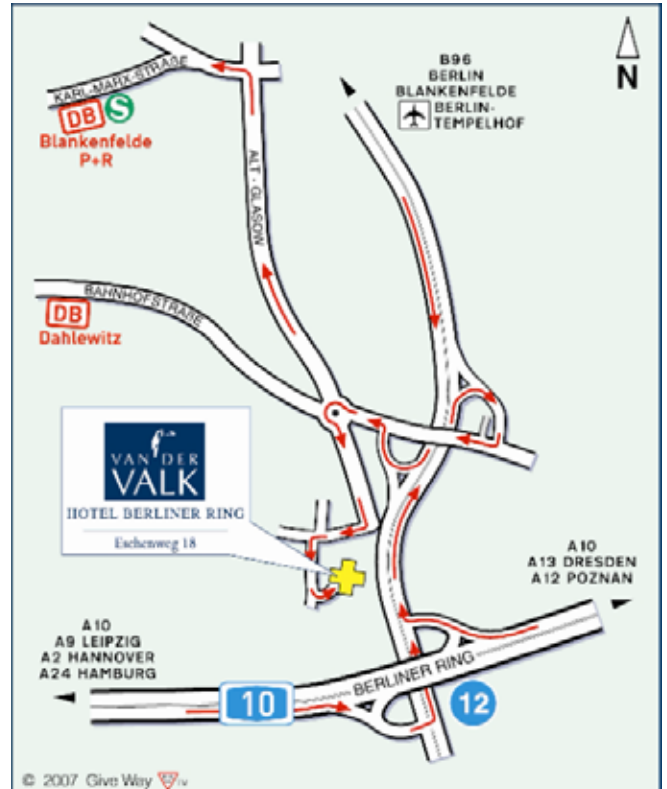 B96
BERLIN
BLANKENFELDE
BERLIN-
TEMPELHOF
N
KARL-MARX-STRAßE
DB S
Blankenfelde
P+R
ALT - GLASOW
BAHNHOFSTRAßE
DB
Dahlewitz
VAN DER
VALK
HOTEL BERLINER RING
Eschenweg 18
A10
A13 DRESDEN
A12 POZNAN
A10
A9 LEIPZIG
A2 HANNOVER
A24 HAMBURG
BERLINER RING
10
12
© 2007 Give Way